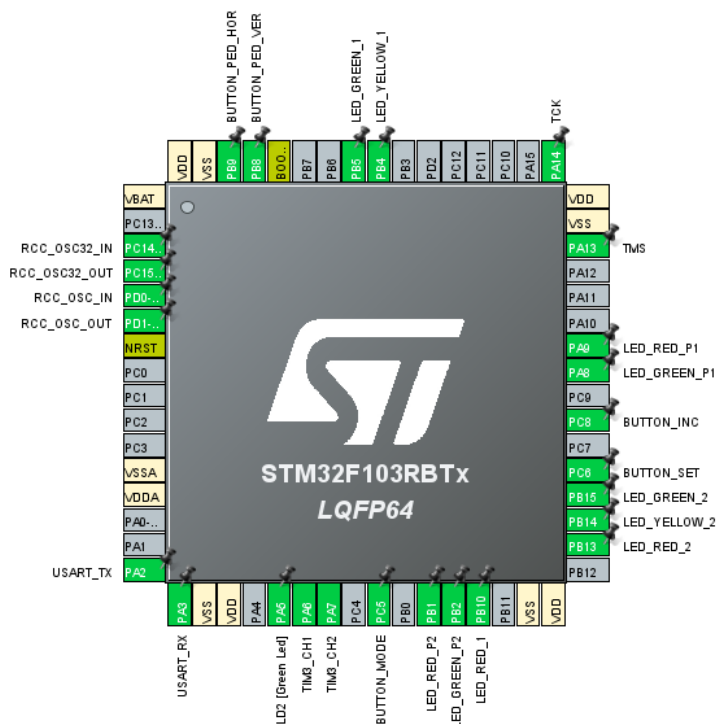 BUTTON_PED_HOR
BUTTON_PED_VER
LED_GREEN_1
LED_YELLOW_1
TCK
VDD
VSS
PB9
PB8
BOO..
PB7
PB6
PB5
PB4
PB3
PD2
PC12
PC11
PC10
PA15
PA14
VBAT
PC13..
RCC_OSC32_IN PC14..
RCC_OSC32_OUT PC15..
RCC_OSC_IN PD0-..
RCC_OSC_OUT PD1-..
NRST
PC0
PC1
PC2
PC3
VSSA
VDDA
PA0-..
PA1
USART_TX PA2
VDD
VSS
PA13 TMS
PA12
PA11
PA10
PA9 LED_RED_P1
PA8 LED_GREEN_P1
PC9
PC8 BUTTON_INC
PC7
PC6 BUTTON_SET
PB15 LED_GREEN_2
PB14 LED_YELLOW_2
PB13 LED_RED_2
PB12
STM32F103RBTx
LQFP64
PA3
VSS
VDD
PA4
PA5
PA6
PA7
PC4
PC5
PB0
PB1
PB2
PB10
PB11
VSS
VDD
USART_RX
LD2 [Green Led]
TIM3_CH1
TIM3_CH2
BUTTON_MODE
LED_RED_P2
LED_GREEN_P2
LED_RED_1